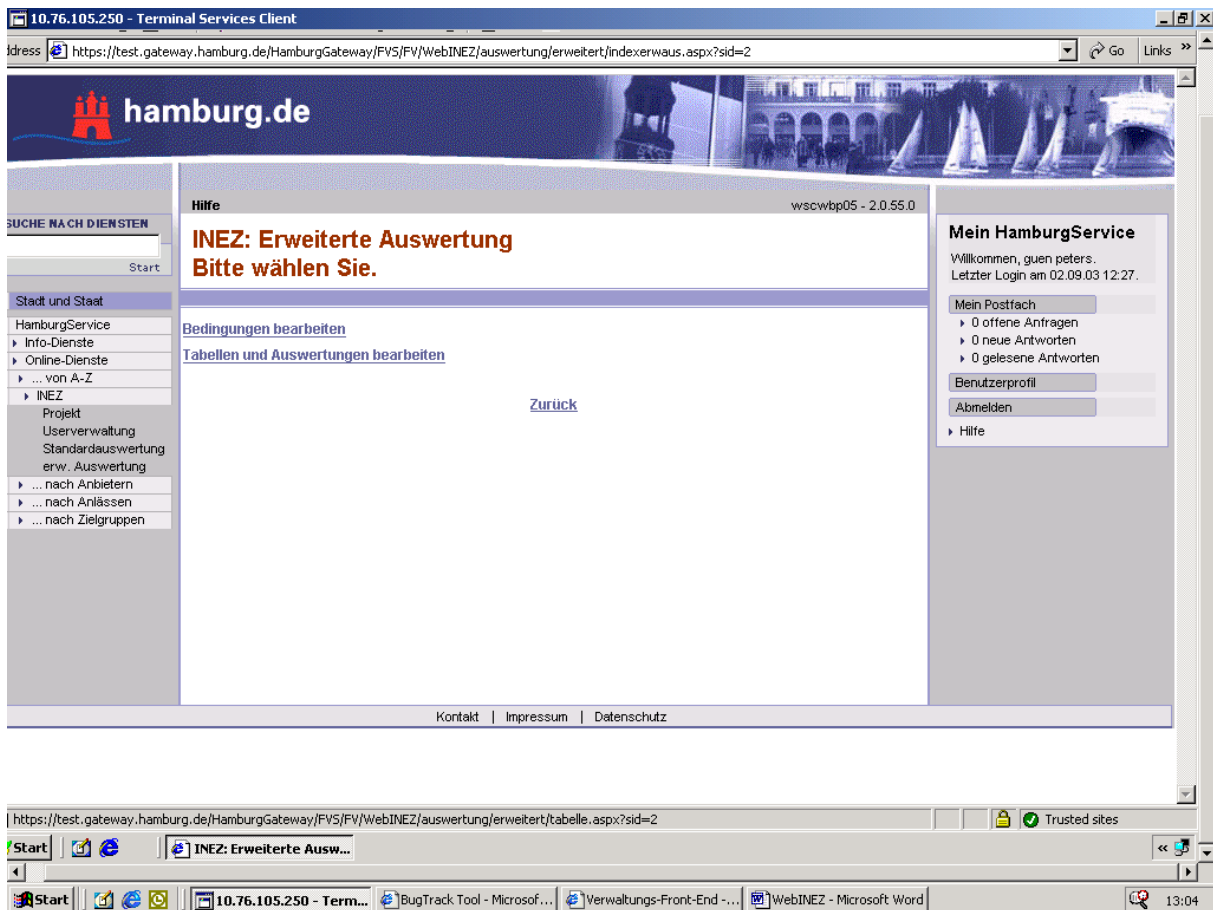 10.76.105.250 - Terminal Services Client
ddress https://test.gateway.hamburg.de/HamburgGateway/FVS/FV/WebINEZ/auswertung/erweitert/indexerwaus.aspx?sid=2 Go Links »
hamburg.de
Hilfe wscwbp05 - 2.0.55.0
SUCHE NACH DIENSTEN
Start
INEZ: Erweiterte Auswertung
Bitte wählen Sie.
Stadt und Staat
HamburgService
Info-Dienste
Online-Dienste
... von A-Z
INEZ
Projekt
Userverwaltung
Standardauswertung
erw. Auswertung
... nach Anbietern
... nach Anlässen
... nach Zielgruppen
Bedingungen bearbeiten
Tabellen und Auswertungen bearbeiten
Zurück
Mein HamburgService
Willkommen, guen peters.
Letzter Login am 02.09.03 12:27.
Mein Postfach
0 offene Anfragen
0 neue Antworten
0 gelesene Antworten
Benutzerprofil
Abmelden
Hilfe
Kontakt | Impressum | Datenschutz
https://test.gateway.hamburg.de/HamburgGateway/FVS/FV/WebINEZ/auswertung/erweitert/tabelle.aspx?sid=2 Trusted sites
Start INEZ: Erweiterte Ausw... «
Start 10.76.105.250 - Term... BugTrack Tool - Microsof... Verwaltungs-Front-End -... WebINEZ - Microsoft Word 13:04